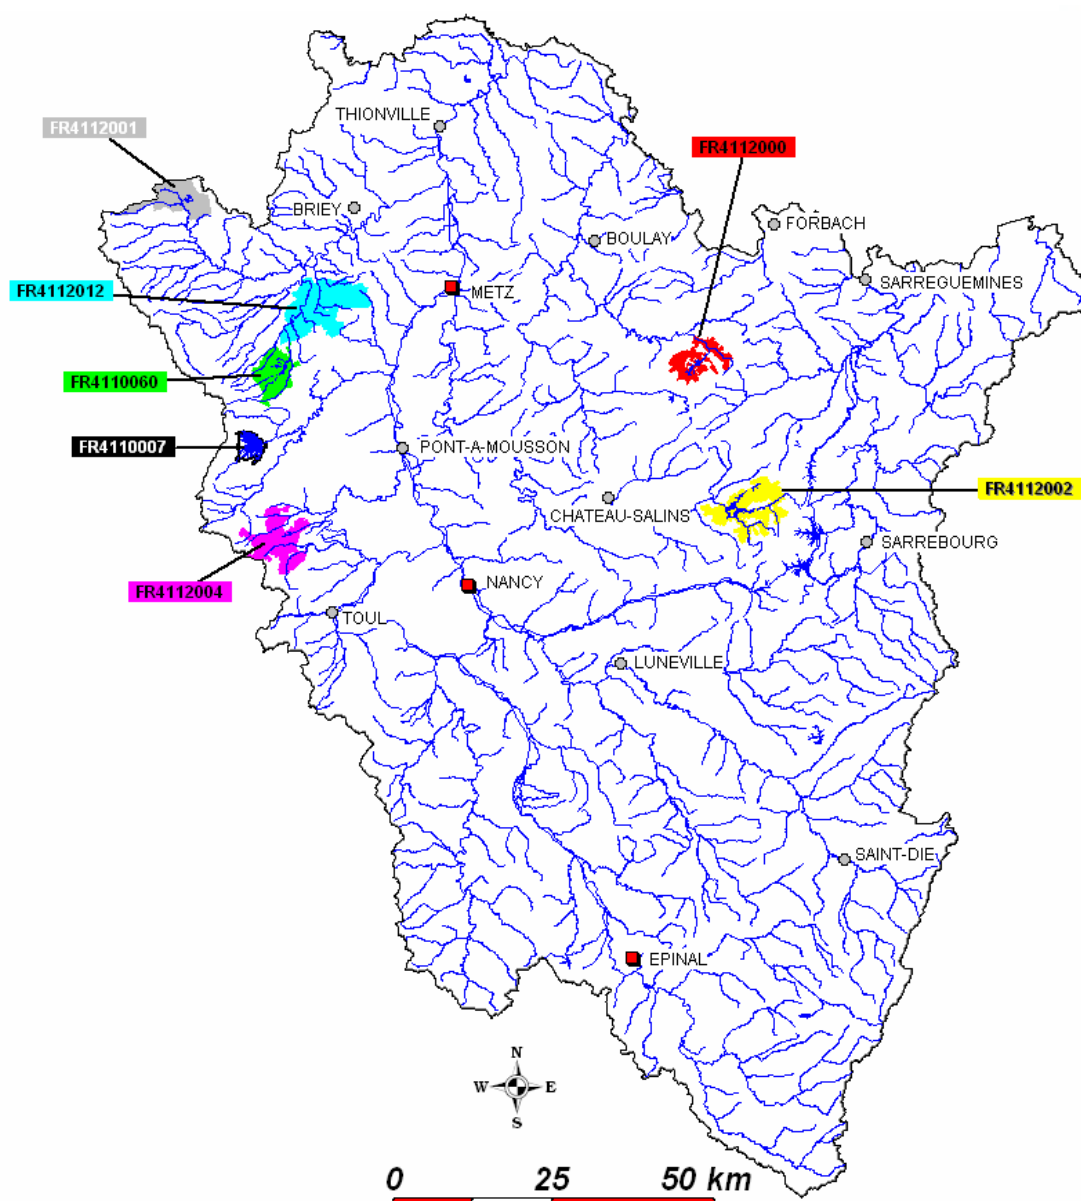 THIONVILLE
FR4112001
FR4112000
BRIEY
FORBACH
BOULAY
SARREGUEMINES
FR4112012
METZ
FR4110060
FR4110007
PONT-A-MOUSSON
FR4112002
CHATEAU-SALINS
SARREBOURG
FR4112004
NANCY
TOUL
LUNEVILLE
SAINT-DIE
EPINAL
N
W E
S
0 25 50 km